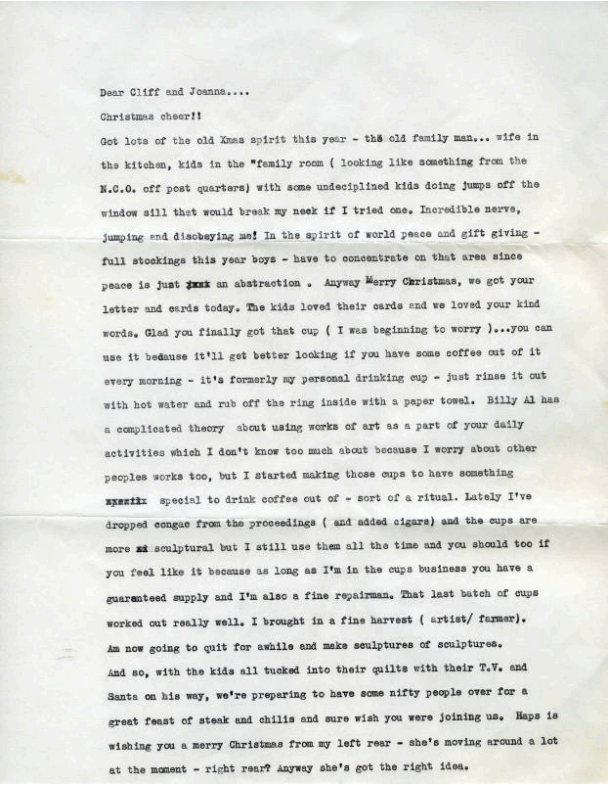 Dear Cliff and Joanna....
Christmas cheer!!
Got lots of the old Xmas spirit this year - the old family man... wife in
the kitchen, kids in the "family room ( looking like something from the
N.C.O. off post quarters) with some undeciplined kids doing jumps off the
window sill that would break my neck if I tried one. Incredible nerve,
jumping and disobeying me! In the spirit of world peace and gift giving -
full stockings this year boys - have to concentrate on that area since
peace is just an abstraction . Anyway Merry Christmas, we got your
letter and cards today. The kids loved their cards and we loved your kind
words. Glad you finally got that cup ( I was beginning to worry )...you can
use it because it'll get better looking if you have some coffee out of it
every morning - it's formerly my personal drinking cup - just rinse it out
with hot water and rub off the ring inside with a paper towel. Billy Al has
a complicated theory about using works of art as a part of your daily
activities which I don't know too much about because I worry about other
peoples works too, but I started making those cups to have something
special to drink coffee out of - sort of a ritual. Lately I've
dropped congac from the proceedings ( and added cigars) and the cups are
more sculptural but I still use them all the time and you should too if
you feel like it because as long as I'm in the cups business you have a
guaranteed supply and I'm also a fine repairman. That last batch of cups
worked out really well. I brought in a fine harvest ( artist/ farmer).
Am now going to quit for awhile and make sculptures of sculptures.
And so, with the kids all tucked into their quilts with their T.V. and
Santa on his way, we're preparing to have some nifty people over for a
great feast of steak and chilis and sure wish you were joining us. Haps is
wishing you a merry Christmas from my left rear - she's moving around a lot
at the moment - right rear? Anyway she's got the right idea.